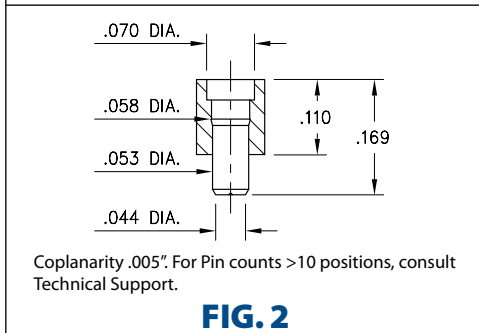 .070 DIA.
.058 DIA.
.110
.169
.053 DIA.
.044 DIA.
Coplanarity .005”. For Pin counts >10 positions, consult
Technical Support.
FIG. 2